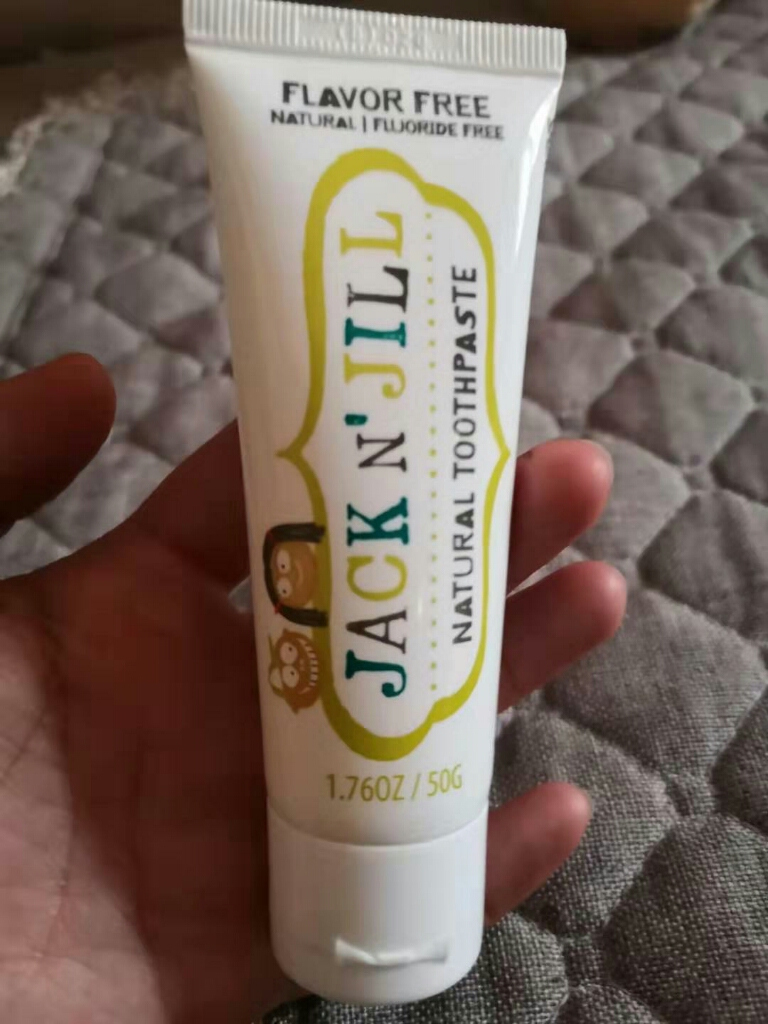 FLAVOR FREE
NATURAL | FLUORIDE FREE
JACK N' JILL
NATURAL TOOTHPASTE
1.76OZ / 50G